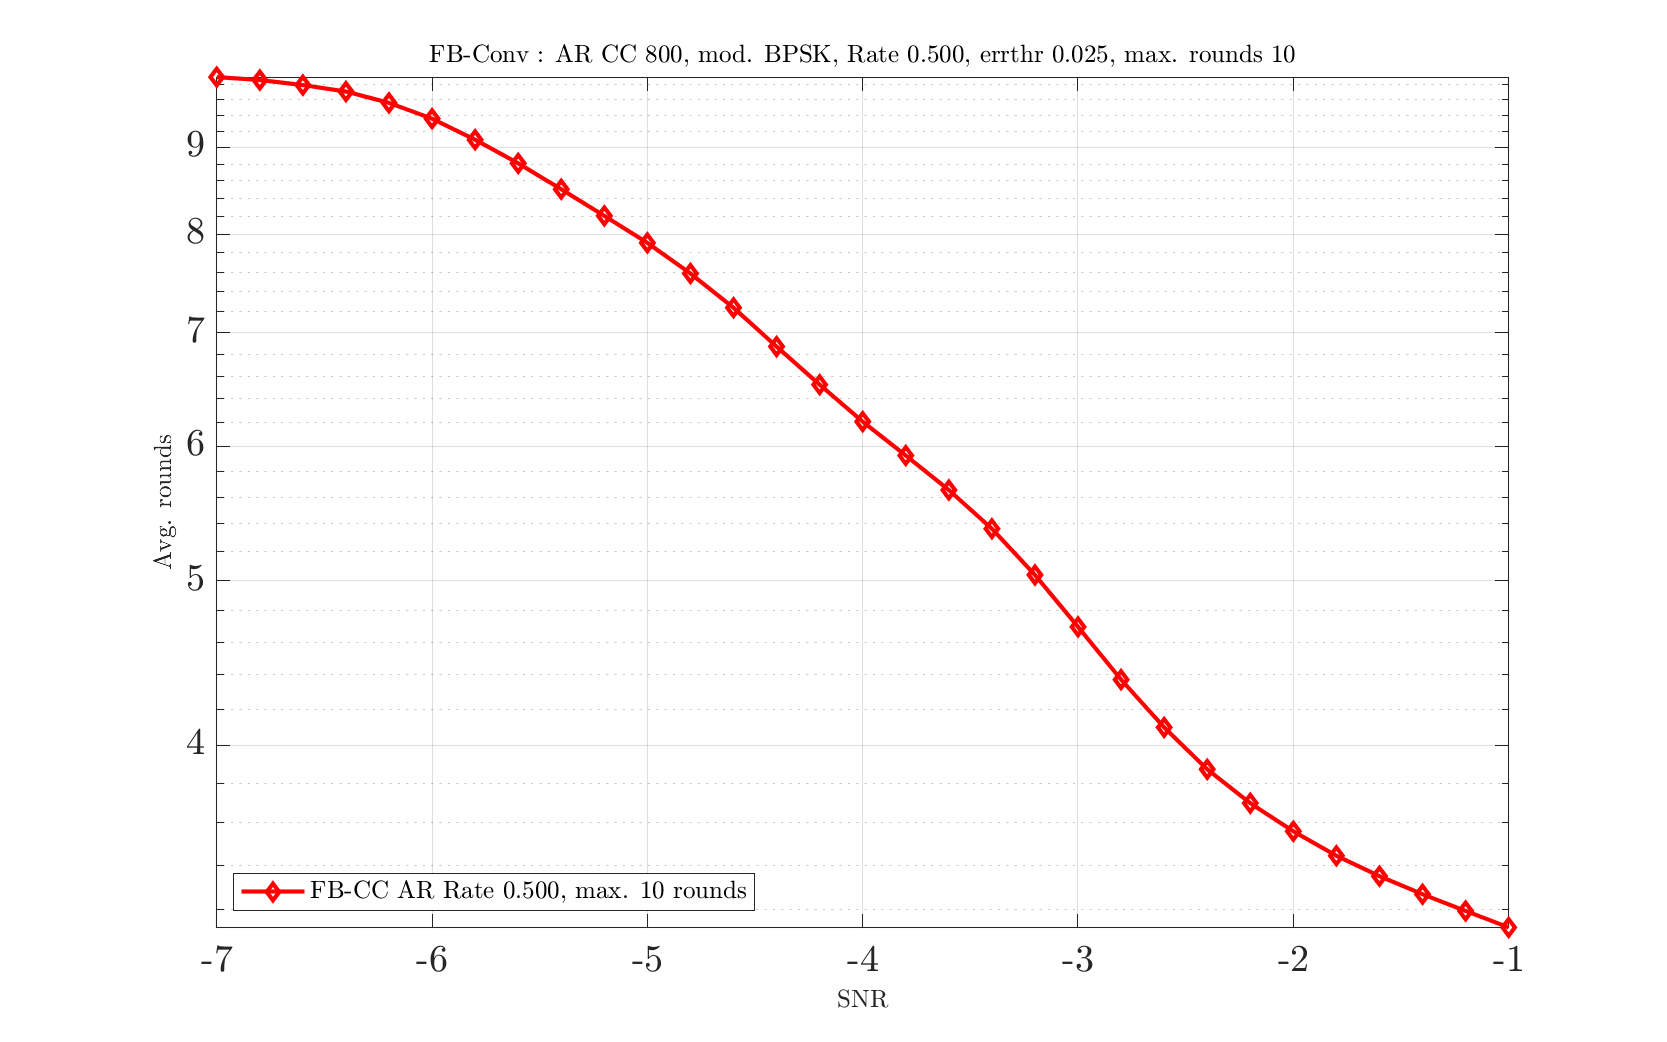 FB-Conv : AR CC 800, mod. BPSK, Rate 0.500, errthr 0.025, max. rounds 10
9
8
7
6
5
4
Avg. rounds
FB-CC AR Rate 0.500, max. 10 rounds
-7 -6 -5 -4 -3 -2 -1
SNR